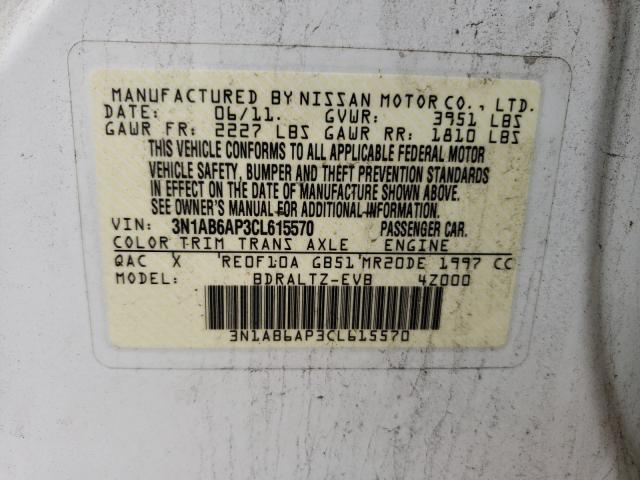 MANUFACTURED BY NISSAN MOTOR CO., LTD.
DATE: 06/11. GVWR: 3951 LBS
GAWR FR: 2227 LBS GAWR RR: 1810 LBS
THIS VEHICLE CONFORMS TO ALL APPLICABLE FEDERAL MOTOR
VEHICLE SAFETY, BUMPER AND THEFT PREVENTION STANDARDS
IN EFFECT ON THE DATE OF MANUFACTURE SHOWN ABOVE.
SEE OWNER'S MANUAL FOR ADDITIONAL INFORMATION.
VIN: 3N1AB6AP3CL615570 PASSENGER CAR.
COLOR TRIM TRANS AXLE ENGINE
QAC X RE0F10A GB51 MR20DE 1997 CC
MODEL: BDRALTZ-EVB 4Z000
3N1AB6AP3CL615570